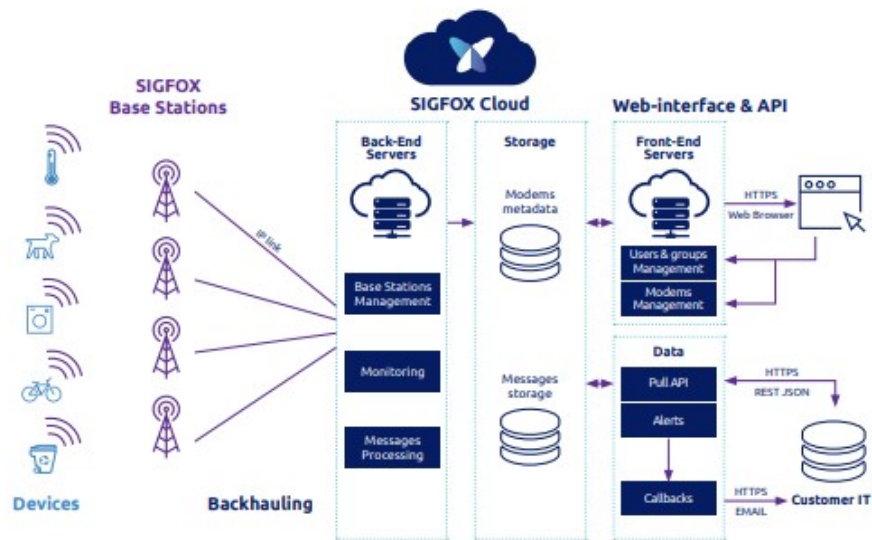 SIGFOX
Base Stations
SIGFOX Cloud
Web-interface & API
Back-End
Servers
Storage
Front-End
Servers
Modems
metadata
HTTPS
Web Browser
IP link
Users & groups
Management
Base Stations
Management
Modems
Management
Data
Monitoring
Messages
storage
Pull API
HTTPS
REST JSON
Alerts
Messages
Processing
Callbacks
HTTPS
EMAIL
Customer IT
Devices
Backhauling